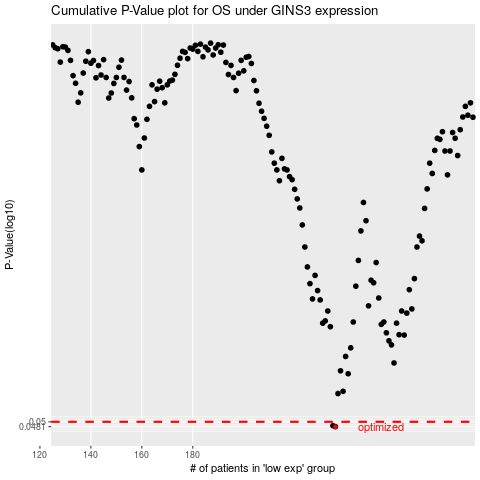 Cumulative P-Value plot for OS under GINS3 expression
P-Value(log10)
0.05
0.0481
optimized
120 140 160 180
# of patients in 'low exp' group